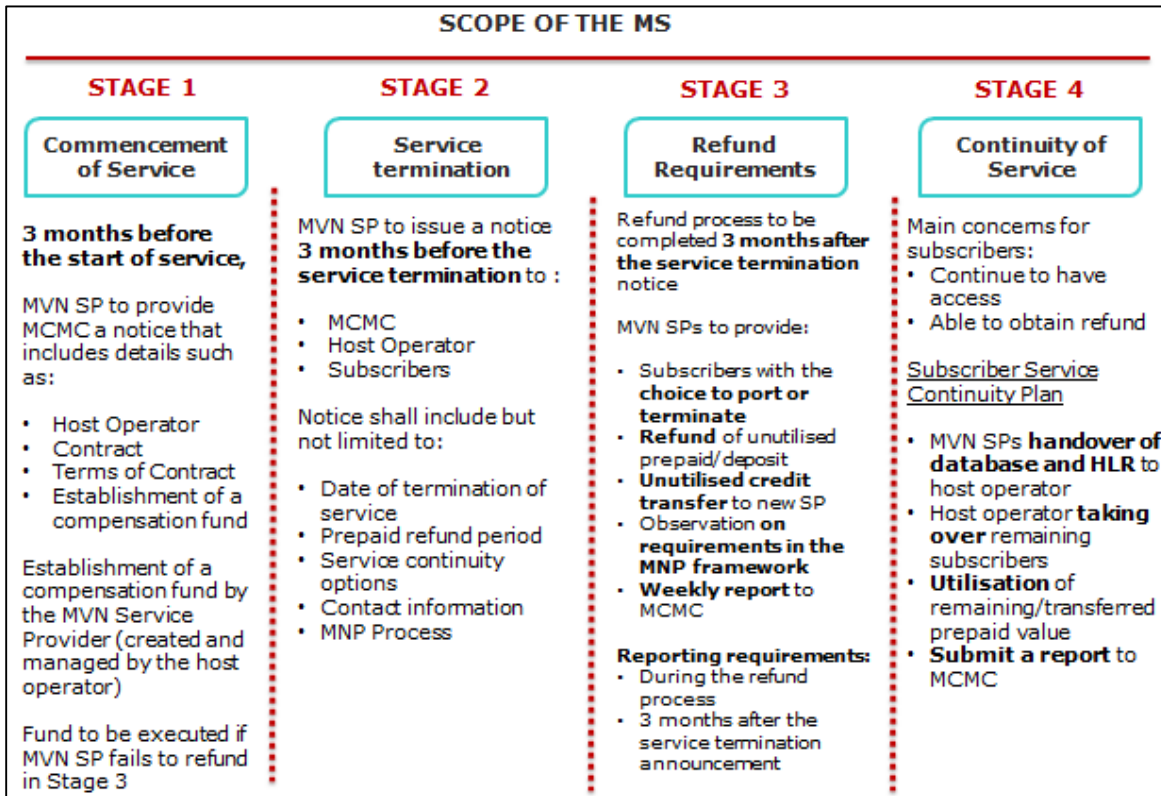 SCOPE OF THE MS
STAGE 1
Commencement
of Service
3 months before
the start of service,
MVN SP to provide
MCMC a notice that
includes details such
as:
• Host Operator
• Contract
• Terms of Contract
• Establishment of a
compensation fund
Establishment of a
compensation fund by
the MVN Service
Provider (created and
managed by the host
operator)
Fund to be executed if
MVN SP fails to refund
in Stage 3
STAGE 2
Service
termination
MVN SP to issue a notice
3 months before the
service termination to :
• MCMC
• Host Operator
• Subscribers
Notice shall include but
not limited to:
• Date of termination of
service
• Prepaid refund period
• Service continuity
options
• Contact information
• MNP Process
STAGE 3
Refund
Requirements
Refund process to be
completed 3 months after
the service termination
notice
MVN SPs to provide:
• Subscribers with the
choice to port or
terminate
• Refund of unutilised
prepaid/deposit
• Unutilised credit
transfer to new SP
• Observation on
requirements in the
MNP framework
• Weekly report to
MCMC
Reporting requirements:
• During the refund
process
• 3 months after the
service termination
announcement
STAGE 4
Continuity of
Service
Main concerns for
subscribers:
• Continue to have
access
• Able to obtain refund
Subscriber Service
Continuity Plan
• MVN SPs handover of
database and HLR to
host operator
• Host operator taking
over remaining
subscribers
• Utilisation of
remaining/transferred
prepaid value
• Submit a report to
MCMC